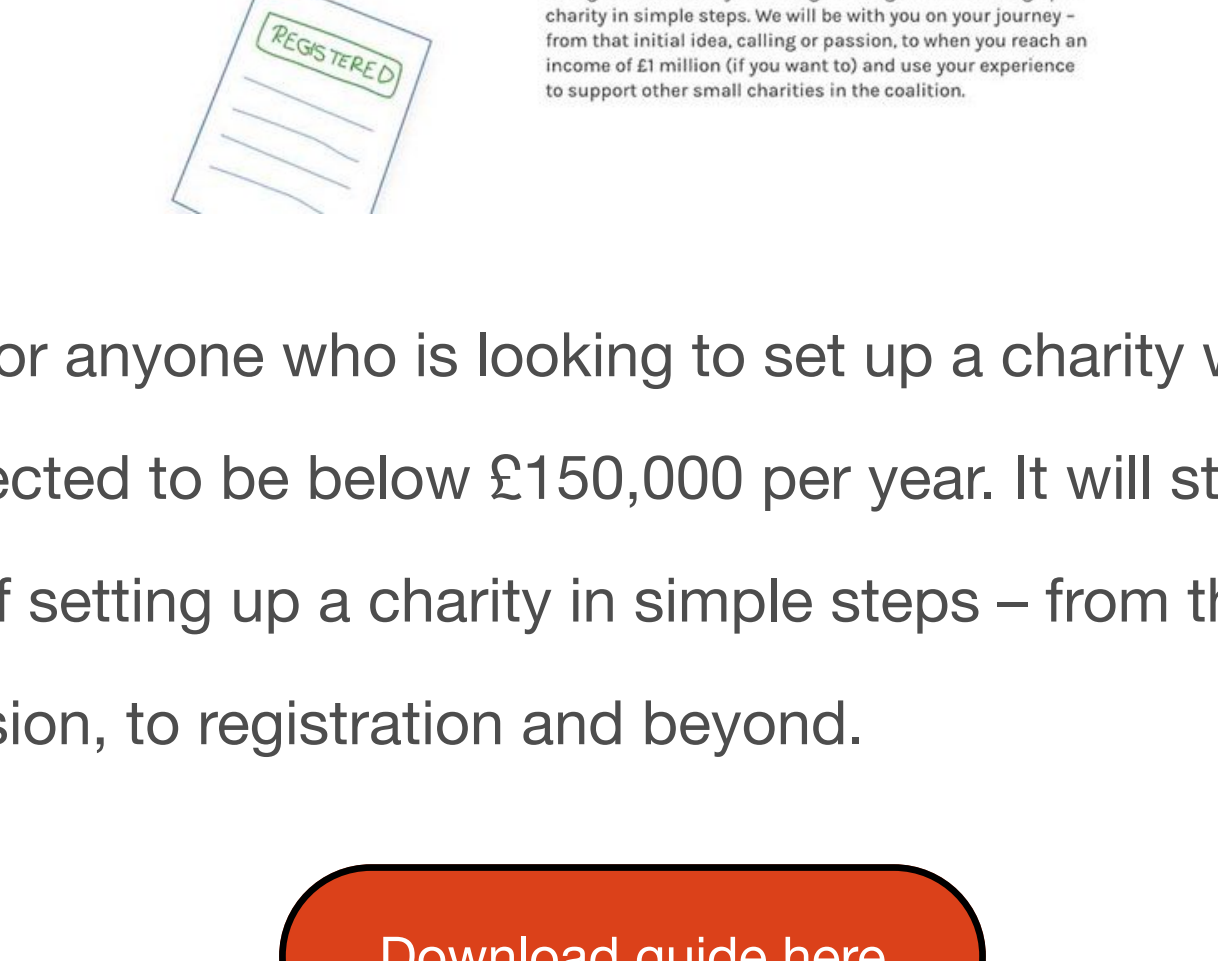 charity in simple steps. We will be with you on your journey –
from that initial idea, calling or passion, to when you reach an
income of £1 million (if you want to) and use your experience
to support other small charities in the coalition.
REGISTERED
or anyone who is looking to set up a charity
ected to be below £150,000 per year. It will st
f setting up a charity in simple steps – from th
sion, to registration and beyond.
Download guide here